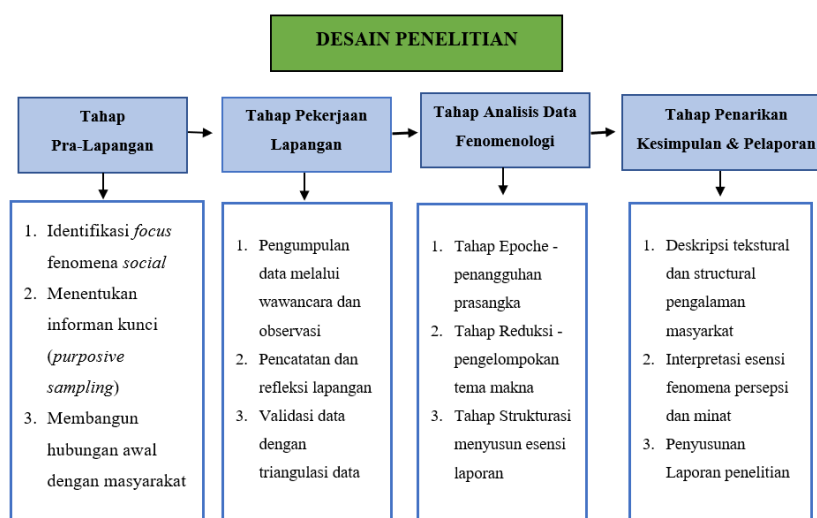 DESAIN PENELITIAN
Tahap
Pra-Lapangan
1. Identifikasi focus
fenomena social
2. Menentukan
informan kunci
(purposive
sampling)
3. Membangun
hubungan awal
dengan masyarakat
Tahap Pekerjaan
Lapangan
1. Pengumpulan
data melalui
wawancara dan
observasi
2. Pencatatan dan
refleksi lapangan
3. Validasi data
dengan
triangulasi data
Tahap Analisis Data
Fenomenologi
1. Tahap Epoche -
penangguhan
prasangka
2. Tahap Reduksi -
pengelompokan
tema makna
3. Tahap Strukturasi
menyusun esensi
laporan
Tahap Penarikan
Kesimpulan & Pelaporan
1. Deskripsi tekstural
dan structural
pengalaman
masyarkat
2. Interpretasi esensi
fenomena persepsi
dan minat
3. Penyusunan
Laporan penelitian